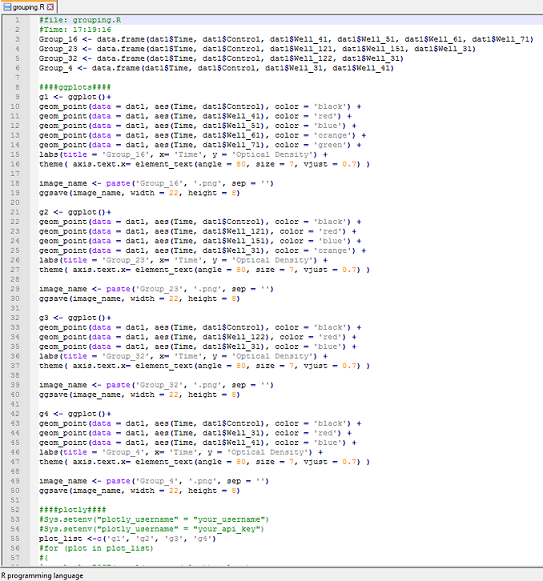 grouping.R
1 #file: grouping.R
2 #Time: 17:19:16
3 Group_16 <- data.frame(dat1$Time, dat1$Control, dat1$Well_41, dat1$Well_51, dat1$Well_61, dat1$Well_71)
4 Group_23 <- data.frame(dat1$Time, dat1$Control, dat1$Well_121, dat1$Well_151, dat1$Well_31)
5 Group_32 <- data.frame(dat1$Time, dat1$Control, dat1$Well_122, dat1$Well_31)
6 Group_4 <- data.frame(dat1$Time, dat1$Control, dat1$Well_31, dat1$Well_41)
7
8 ####ggplots####
9 g1 <- ggplot()+
10 geom_point(data = dat1, aes(Time, dat1$Control), color = 'black') +
11 geom_point(data = dat1, aes(Time, dat1$Well_41), color = 'red') +
12 geom_point(data = dat1, aes(Time, dat1$Well_51), color = 'blue') +
13 geom_point(data = dat1, aes(Time, dat1$Well_61), color = 'orange') +
14 geom_point(data = dat1, aes(Time, dat1$Well_71), color = 'green') +
15 labs(title = 'Group_16', x= 'Time', y = 'Optical Density') +
16 theme( axis.text.x= element_text(angle = 80, size = 7, vjust = 0.7) )
17
18 image_name <- paste('Group_16', '.png', sep = '')
19 ggsave(image_name, width = 22, height = 8)
20
21 g2 <- ggplot()+
22 geom_point(data = dat1, aes(Time, dat1$Control), color = 'black') +
23 geom_point(data = dat1, aes(Time, dat1$Well_121), color = 'red') +
24 geom_point(data = dat1, aes(Time, dat1$Well_151), color = 'blue') +
25 geom_point(data = dat1, aes(Time, dat1$Well_31), color = 'orange') +
26 labs(title = 'Group_23', x= 'Time', y = 'Optical Density') +
27 theme( axis.text.x= element_text(angle = 80, size = 7, vjust = 0.7) )
28
29 image_name <- paste('Group_23', '.png', sep = '')
30 ggsave(image_name, width = 22, height = 8)
31
32 g3 <- ggplot()+
33 geom_point(data = dat1, aes(Time, dat1$Control), color = 'black') +
34 geom_point(data = dat1, aes(Time, dat1$Well_122), color = 'red') +
35 geom_point(data = dat1, aes(Time, dat1$Well_31), color = 'blue') +
36 labs(title = 'Group_32', x= 'Time', y = 'Optical Density') +
37 theme( axis.text.x= element_text(angle = 80, size = 7, vjust = 0.7) )
38
39 image_name <- paste('Group_32', '.png', sep = '')
40 ggsave(image_name, width = 22, height = 8)
41
42 g4 <- ggplot()+
43 geom_point(data = dat1, aes(Time, dat1$Control), color = 'black') +
44 geom_point(data = dat1, aes(Time, dat1$Well_31), color = 'red') +
45 geom_point(data = dat1, aes(Time, dat1$Well_41), color = 'blue') +
46 labs(title = 'Group_4', x= 'Time', y = 'Optical Density') +
47 theme( axis.text.x= element_text(angle = 80, size = 7, vjust = 0.7) )
48
49 image_name <- paste('Group_4', '.png', sep = '')
50 ggsave(image_name, width = 22, height = 8)
51
52 ####plotly####
53 #Sys.setenv("plotly_username" = "your_username")
54 #Sys.setenv("plotly_username" = "your_api_key")
55 plot_list <-c('g1', 'g2', 'g3', 'g4')
56 #for (plot in plot_list)
57 #{
R programming language